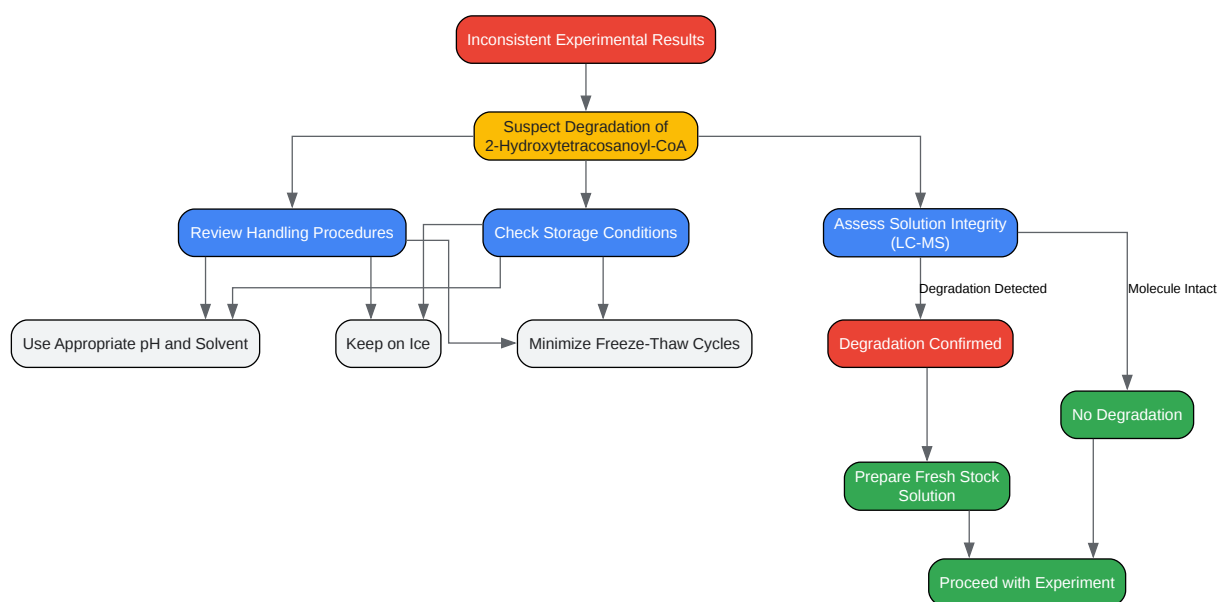 Inconsistent Experimental Results
Suspect Degradation of
2-Hydroxytetracosanoyl-CoA
Review Handling Procedures
Check Storage Conditions
Assess Solution Integrity
(LC-MS)
Degradation Detected
Molecule Intact
Use Appropriate pH and Solvent
Keep on Ice
Minimize Freeze-Thaw Cycles
Degradation Confirmed
No Degradation
Prepare Fresh Stock
Solution
Proceed with Experiment